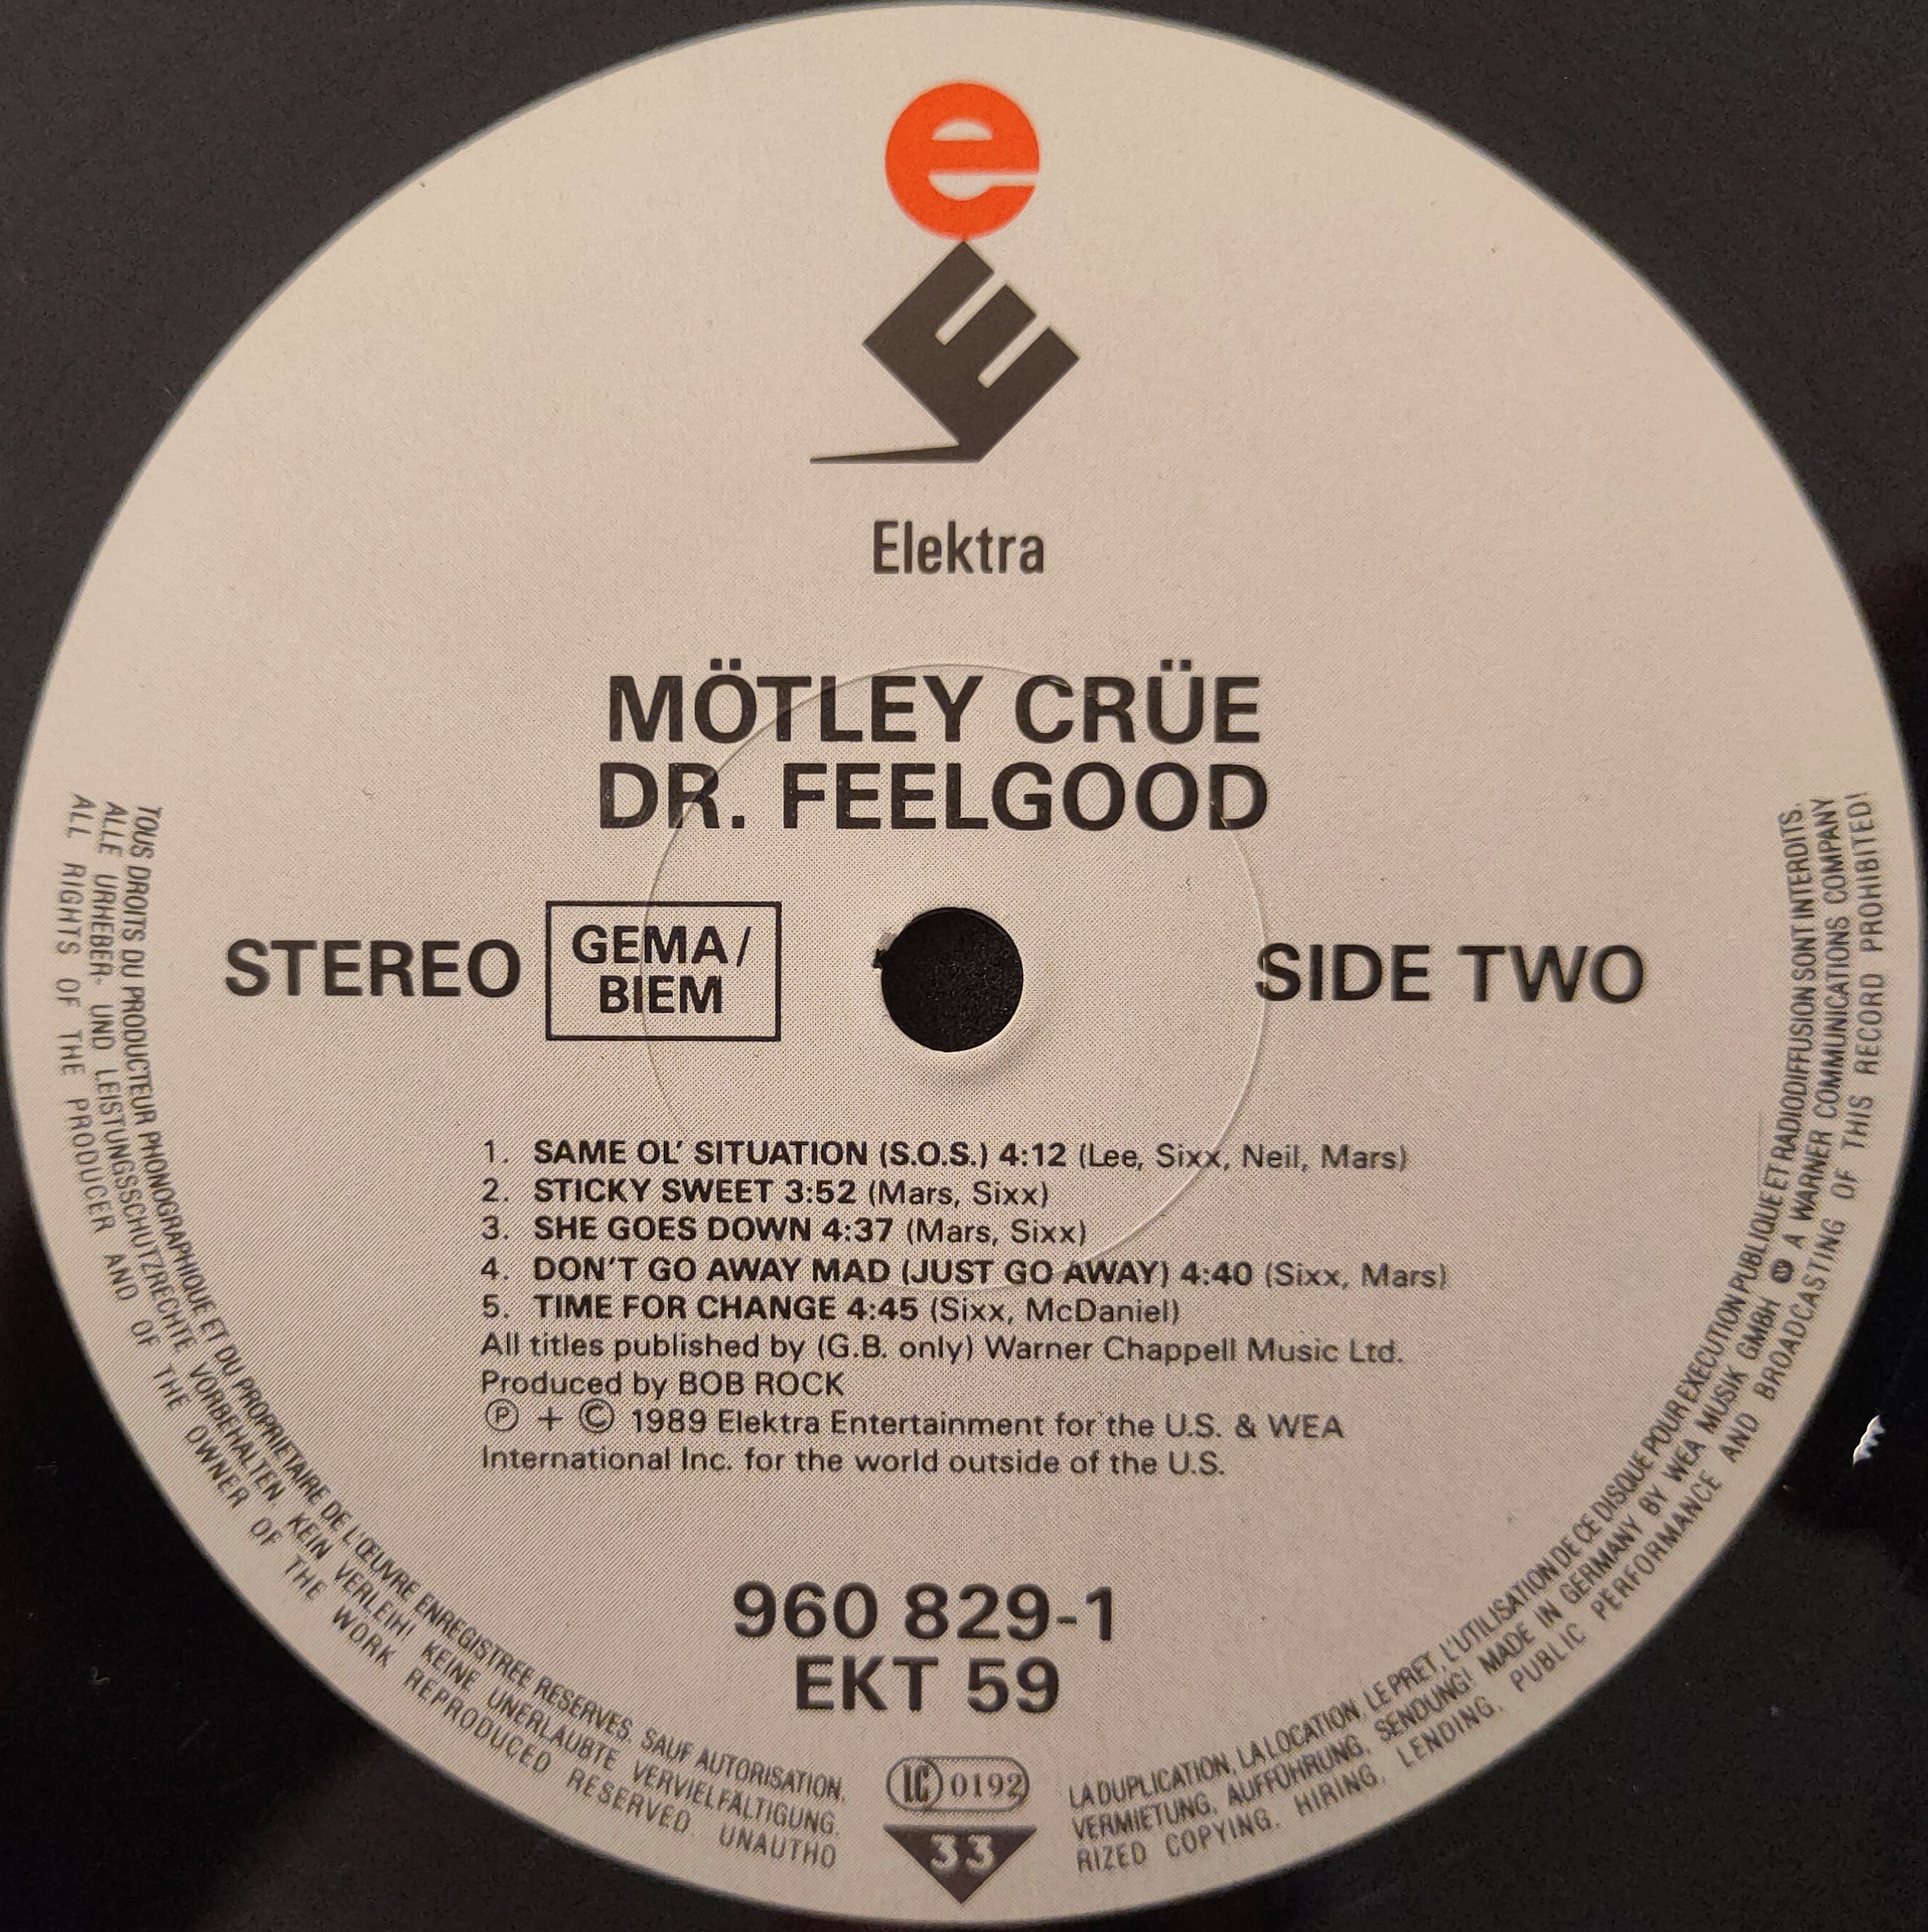 e
E
Elektra
MÖTLEY CRÜE
DR. FEELGOOD
STEREO
GEMA/
BIEM
SIDE TWO
1. SAME OL' SITUATION (S.O.S.) 4:12 (Lee, Sixx, Neil, Mars)
2. STICKY SWEET 3:52 (Mars, Sixx)
3. SHE GOES DOWN 4:37 (Mars, Sixx)
4. DON'T GO AWAY MAD (JUST GO AWAY) 4:40 (Sixx, Mars)
5. TIME FOR CHANGE 4:45 (Sixx, McDaniel)
All titles published by (G.B. only) Warner Chappell Music Ltd.
Produced by BOB ROCK
Ⓟ + © 1989 Elektra Entertainment for the U.S. & WEA
International Inc. for the world outside of the U.S.
960 829-1
EKT 59
LC 0192
33
TOUS DROITS DU PRODUCTEUR PHONOGRAPHIQUE ET DU PROPRIETAIRE DE L'ŒUVRE ENREGISTREE RESERVES. SAUF AUTORISATION, LA DUPLICATION, LA LOCATION, LE PRET, L'UTILISATION DE CE DISQUE POUR EXECUTION PUBLIQUE ET RADIODIFFUSION SONT INTERDITS.
ALLE URHEBER- UND LEISTUNGSSCHUTZRECHTE VORBEHALTEN. KEIN VERLEIH! KEINE UNERLAUBTE VERVIELFÄLTIGUNG, VERMIETUNG, AUFFÜHRUNG, SENDUNG! MADE IN GERMANY BY WEA MUSIK GMBH A WARNER COMMUNICATIONS COMPANY
ALL RIGHTS OF THE PRODUCER AND OF THE OWNER OF THE WORK REPRODUCED RESERVED. UNAUTHORIZED COPYING, HIRING, LENDING, PUBLIC PERFORMANCE AND BROADCASTING OF THIS RECORD PROHIBITED!